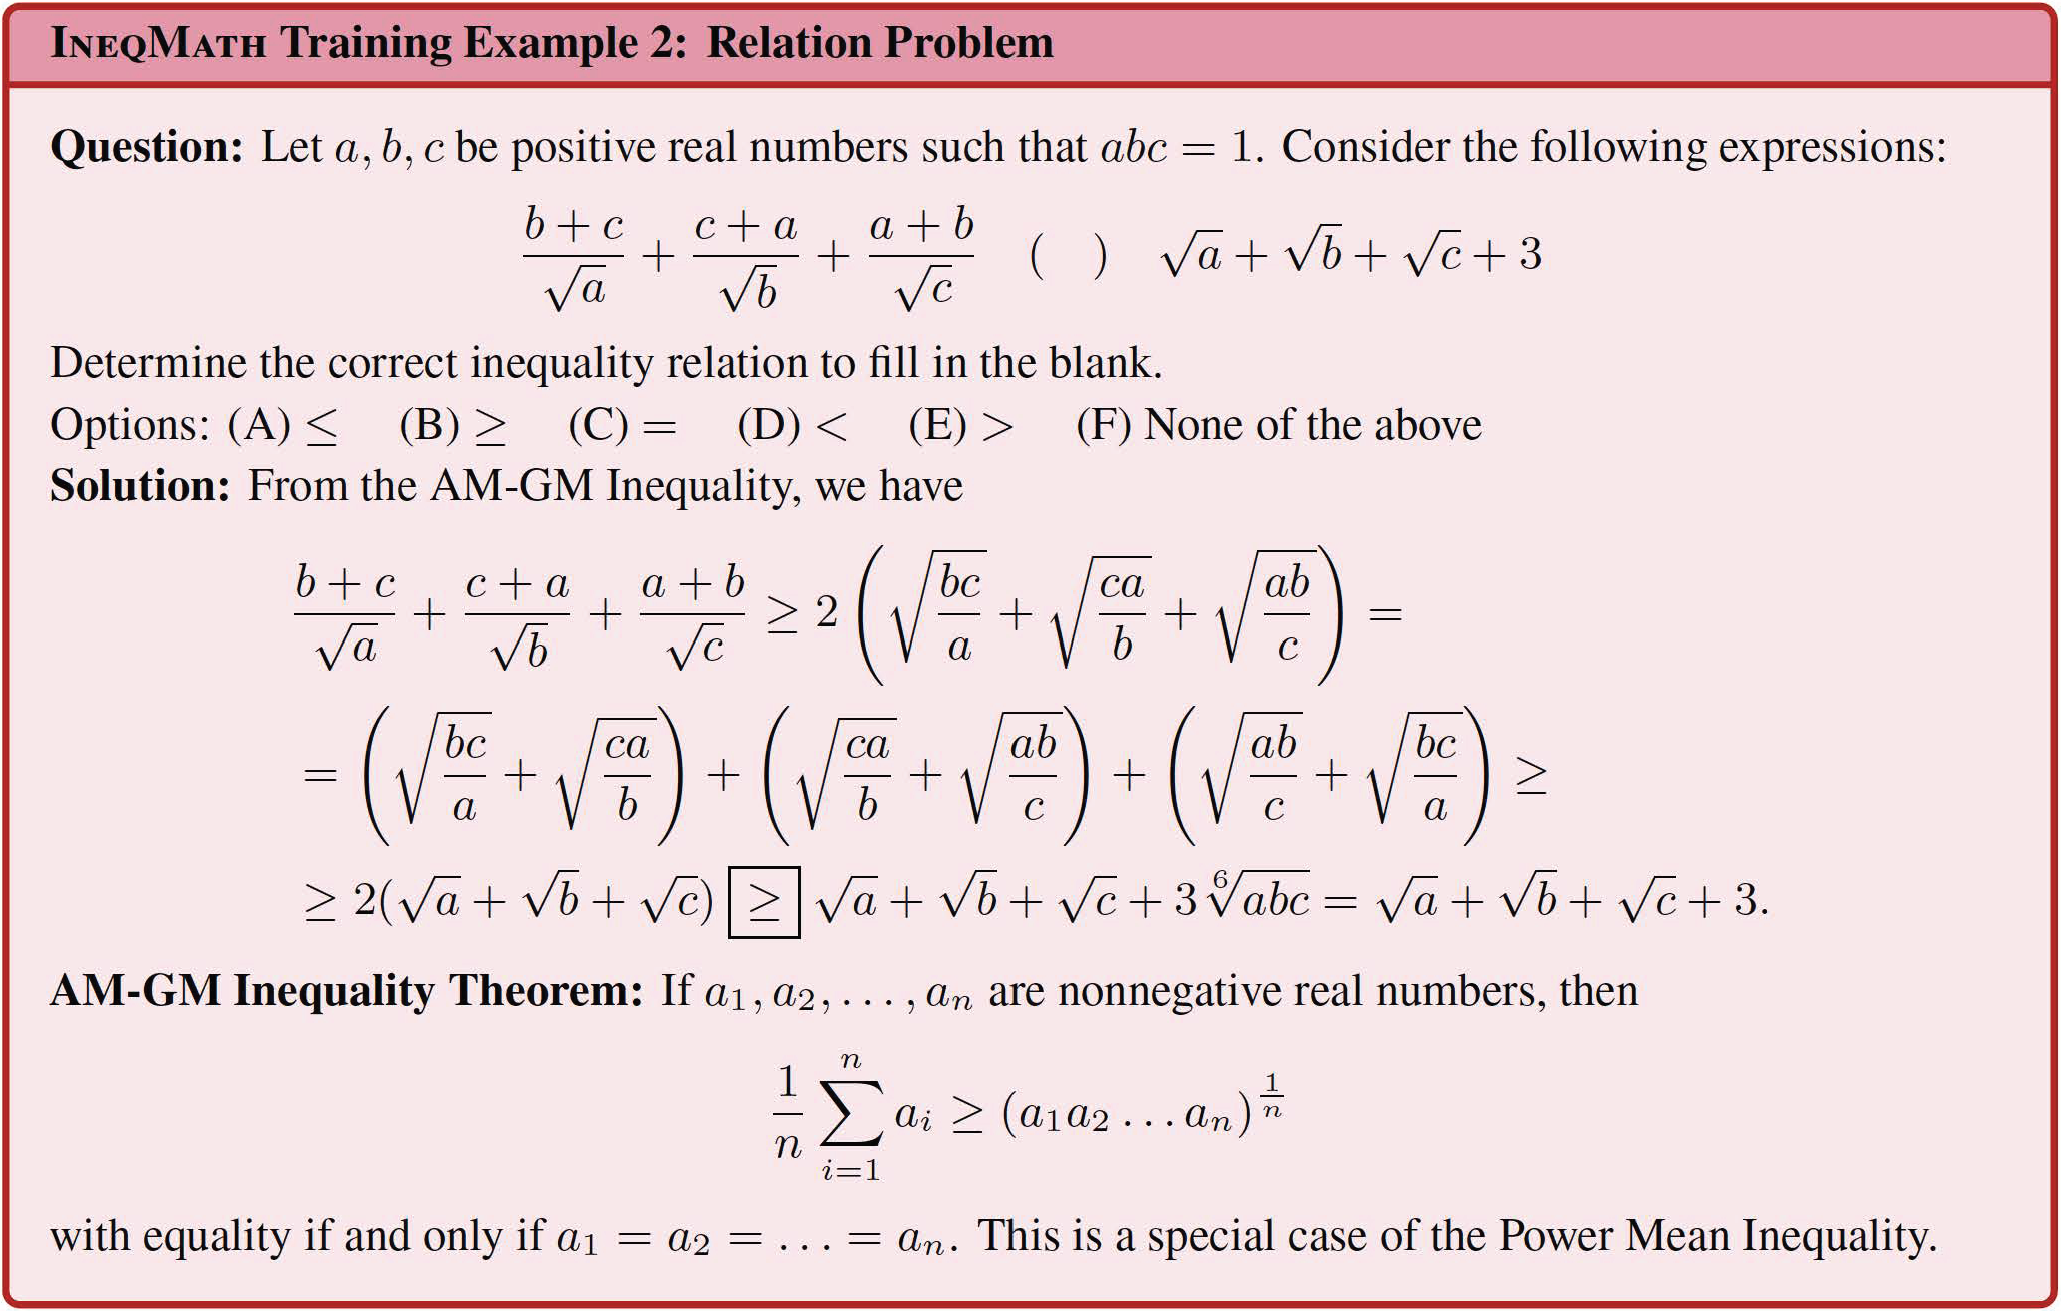 INEQMATH Training Example 2: Relation Problem
Question: Let a, b, c be positive real numbers such that abc = 1. Consider the following expressions:
\frac{b + c}{\sqrt{a}} + \frac{c + a}{\sqrt{b}} + \frac{a + b}{\sqrt{c}} \quad ( \quad ) \quad \sqrt{a} + \sqrt{b} + \sqrt{c} + 3
Determine the correct inequality relation to fill in the blank.
Options: (A) ≤ (B) ≥ (C) = (D) < (E) > (F) None of the above
Solution: From the AM-GM Inequality, we have
\frac{b + c}{\sqrt{a}} + \frac{c + a}{\sqrt{b}} + \frac{a + b}{\sqrt{c}} \geq 2 \left( \sqrt{\frac{bc}{a}} + \sqrt{\frac{ca}{b}} + \sqrt{\frac{ab}{c}} \right) =
= \left( \sqrt{\frac{bc}{a}} + \sqrt{\frac{ca}{b}} \right) + \left( \sqrt{\frac{ca}{b}} + \sqrt{\frac{ab}{c}} \right) + \left( \sqrt{\frac{ab}{c}} + \sqrt{\frac{bc}{a}} \right) \geq
\geq 2(\sqrt{a} + \sqrt{b} + \sqrt{c}) \boxed{\geq} \sqrt{a} + \sqrt{b} + \sqrt{c} + 3\sqrt[6]{abc} = \sqrt{a} + \sqrt{b} + \sqrt{c} + 3.
AM-GM Inequality Theorem: If a_1, a_2, . . . , a_n are nonnegative real numbers, then
\frac{1}{n} \sum_{i=1}^{n} a_i \geq (a_1 a_2 \ldots a_n)^{\frac{1}{n}}
with equality if and only if a_1 = a_2 = . . . = a_n. This is a special case of the Power Mean Inequality.